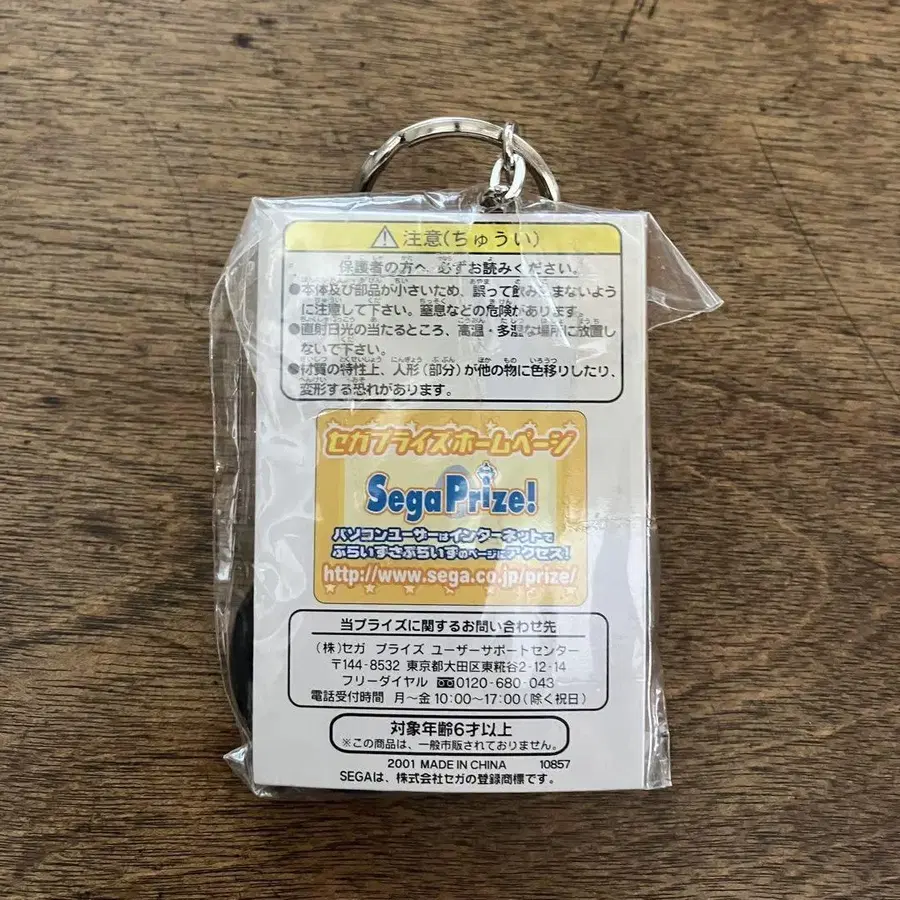 ⚠注意(ちゅうい)
保護者の方へ 必ずお読みください。
●本体及び部品が小さいため、誤って飲み込まないよう
に注意して下さい。窒息などの危険があります。
●直射日光の当たるところ、高温・多湿な場所に放置し
ないで下さい。
●材質の特性上、人形(部分)が他の物に色移りしたり、
変形する恐れがあります。
セガプライズホームページ
Sega Prize!
パソコンユーザーはインターネットで
ぷらいずさぷらいずのページにアクセス!
http://www.sega.co.jp/prize/
当プライズに関するお問い合わせ先
(株)セガ プライズ ユーザーサポートセンター
〒144-8532 東京都大田区東糀谷2-12-14
フリーダイヤル 0120-680-043
電話受付時間 月〜金 10:00〜17:00(除く祝日)
対象年齢6才以上
※この商品は、一般市販されておりません。
2001 MADE IN CHINA 10857
SEGAは、株式会社セガの登録商標です。